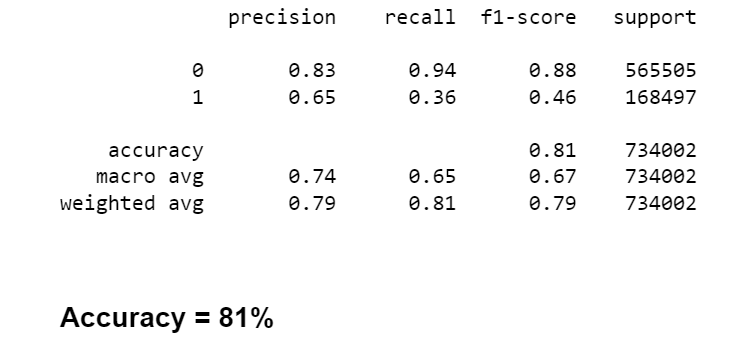 precision recall f1-score support
0 0.83 0.94 0.88 565505
1 0.65 0.36 0.46 168497
accuracy 0.81 734002
macro avg 0.74 0.65 0.67 734002
weighted avg 0.79 0.81 0.79 734002
Accuracy = 81%